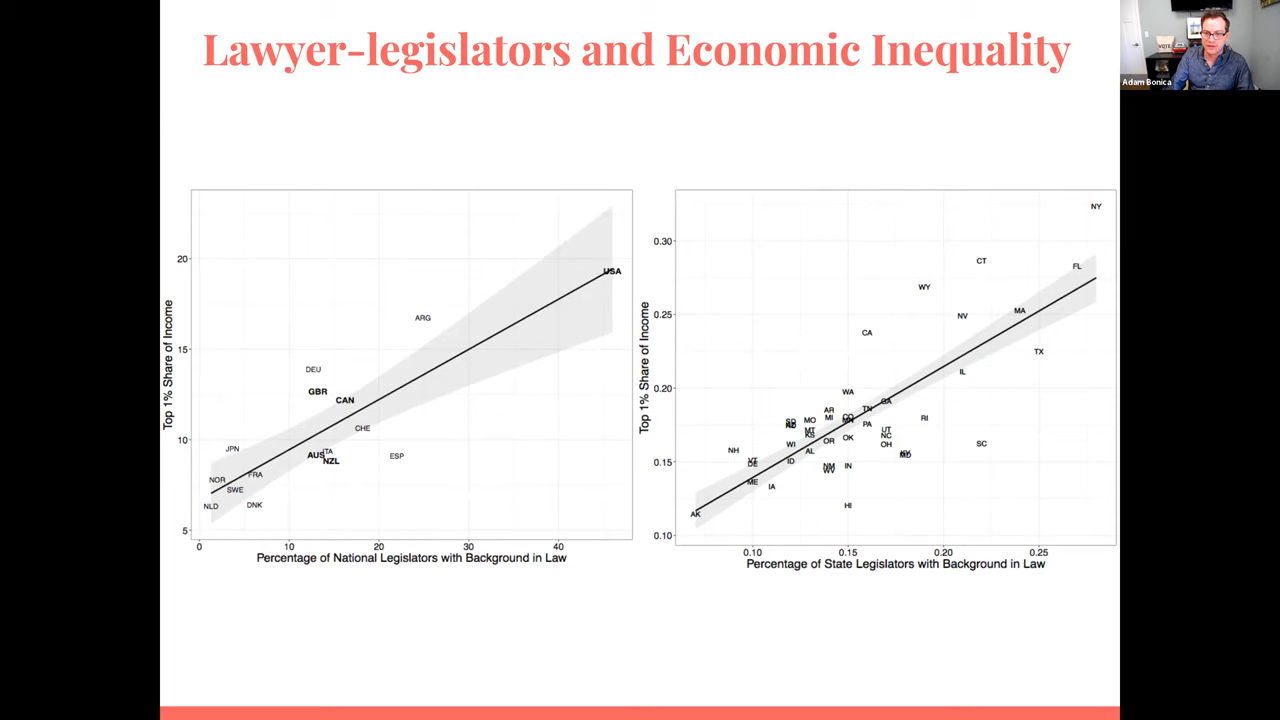 Lawyer-legislators and Economic Inequality
Adam Bonica
Top 1% Share of Income
20
15
10
5
USA
ARG
DEU
GBR
CAN
CHE
JPN
AUS
ITA
NZL
ESP
NOR
FRA
SWE
NLD
DNK
0
10
20
30
40
Percentage of National Legislators with Background in Law
Top 1% Share of Income
0.30
0.25
0.20
0.15
0.10
NY
CT
FL
WY
NV
MA
CA
TX
IL
WA
GA
AR
TN
MI
CO
MN
RI
SD
MO
PA
MT
UT
KS
NC
OR
OK
WI
OH
SC
NH
AL
VT
DE
ID
MD
NM
WV
IN
ME
IA
HI
AK
0.10
0.15
0.20
0.25
Percentage of State Legislators with Background in Law